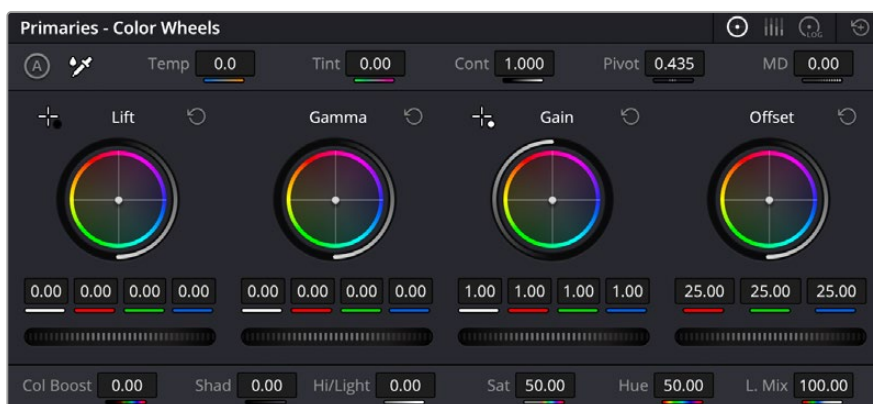 Primaries - Color Wheels
LOG
A Temp 0.0 Tint 0.00 Cont 1.000 Pivot 0.435 MD 0.00
Lift Gamma Gain Offset
0.00 0.00 0.00 0.00 0.00 0.00 0.00 0.00 1.00 1.00 1.00 1.00 25.00 25.00 25.00
Col Boost 0.00 Shad 0.00 Hi/Light 0.00 Sat 50.00 Hue 50.00 L. Mix 100.00